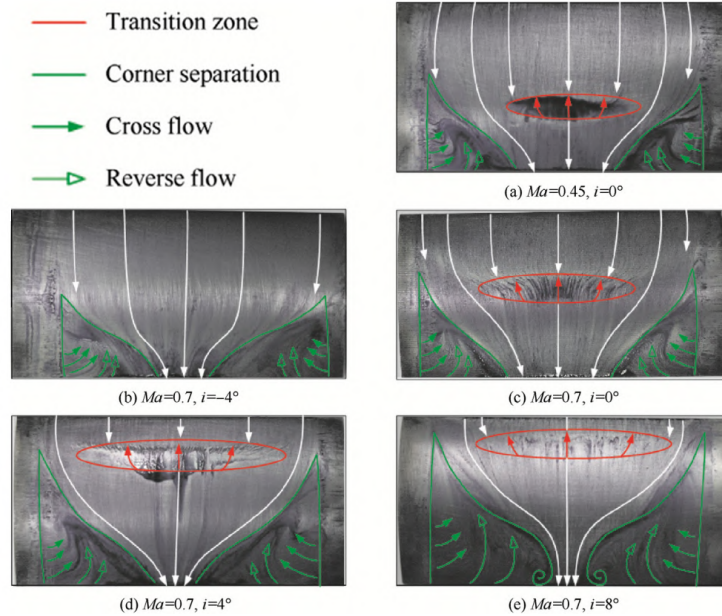 Transition zone
Corner separation
Cross flow
Reverse flow
(a) Ma=0.45, i=0°
(b) Ma=0.7, i=−4°
(c) Ma=0.7, i=0°
(d) Ma=0.7, i=4°
(e) Ma=0.7, i=8°